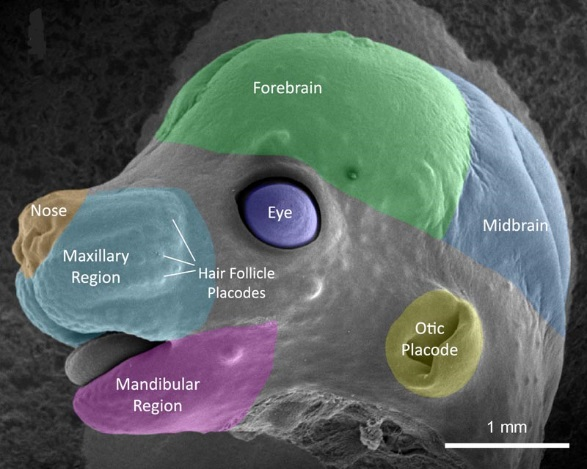 Forebrain
Nose
Eye
Midbrain
Maxillary
Region
Hair Follicle
Placodes
Otic
Placode
Mandibular
Region
1 mm